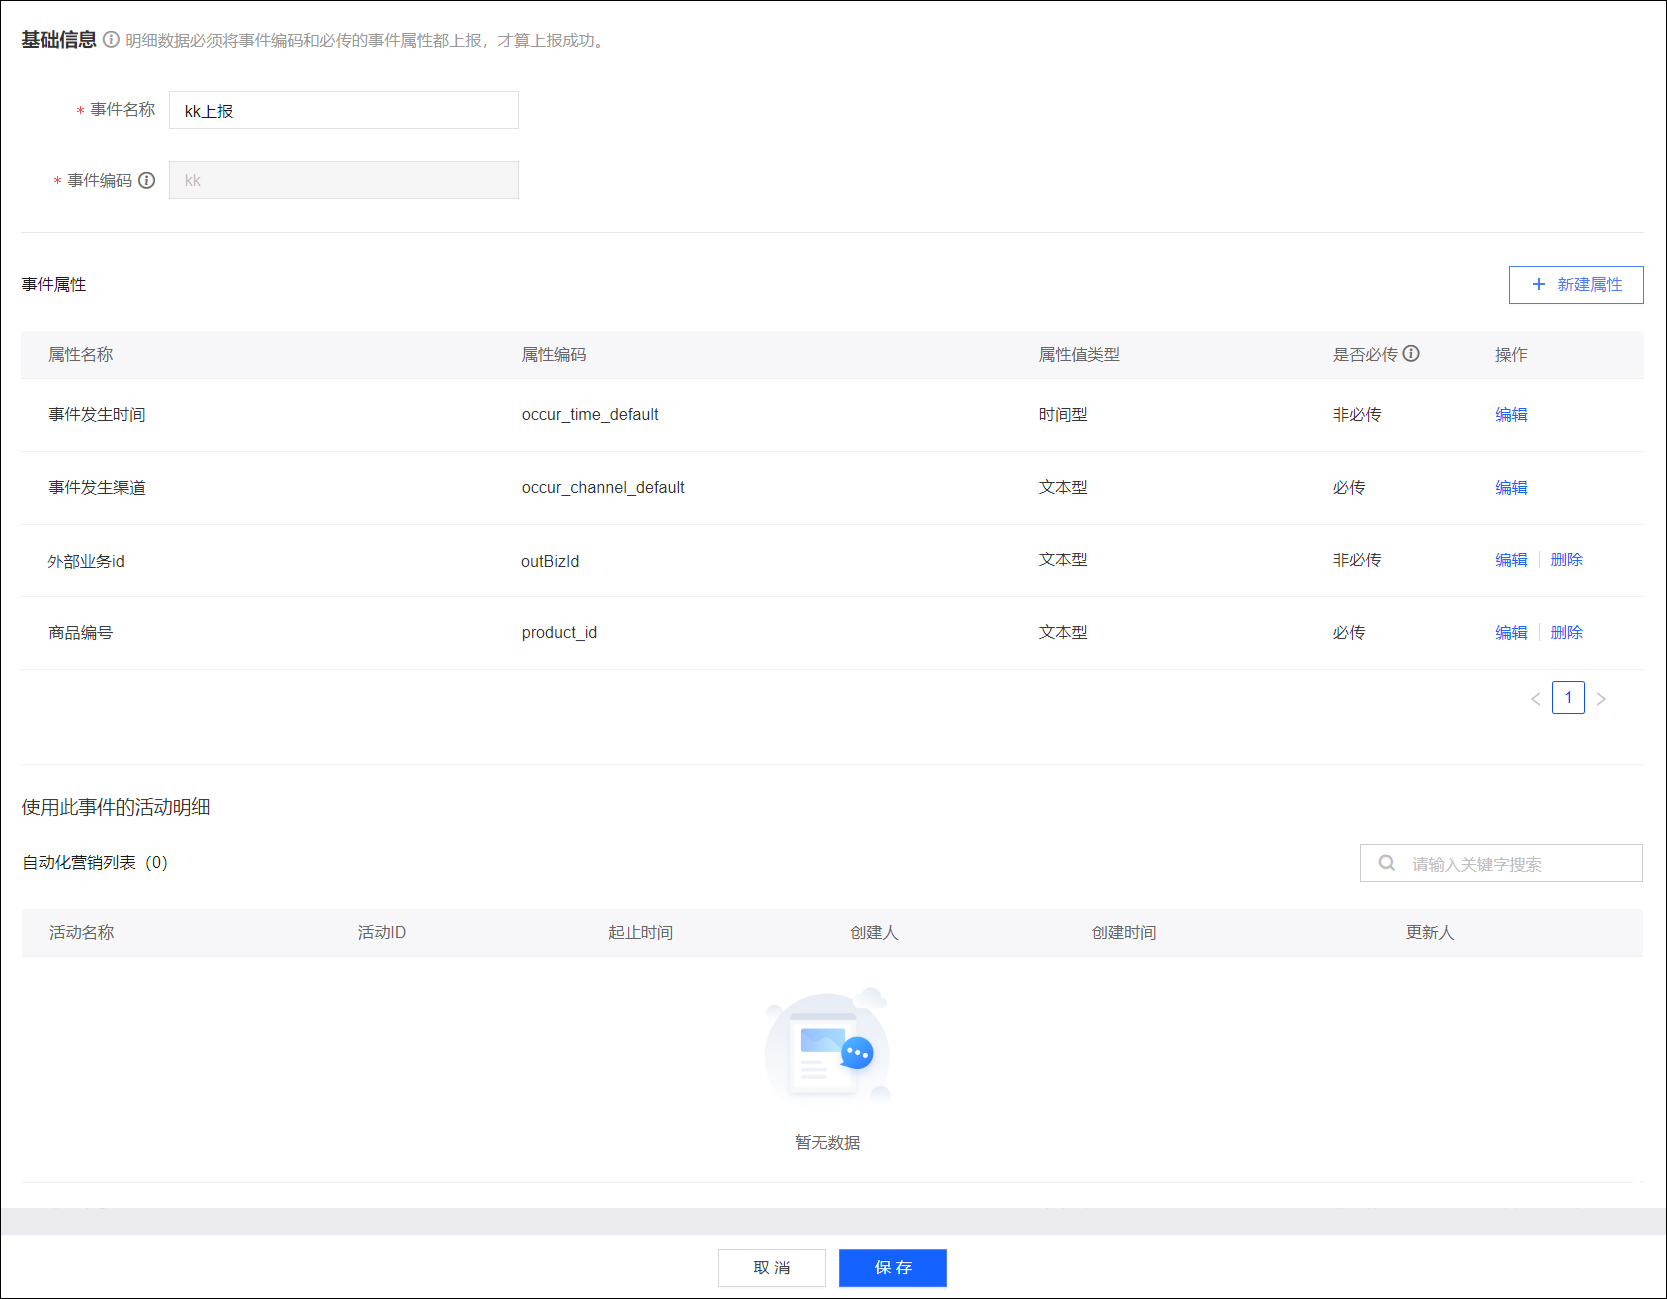 基础信息 明细数据必须将事件编码和必传的事件属性都上报，才算上报成功。
* 事件名称 kk上报
* 事件编码 kk
事件属性 + 新建属性
属性名称 属性编码 属性值类型 是否必传 操作
事件发生时间 occur_time_default 时间型 非必传 编辑
事件发生渠道 occur_channel_default 文本型 必传 编辑
外部业务id outBizId 文本型 非必传 编辑 删除
商品编号 product_id 文本型 必传 编辑 删除
< 1 >
使用此事件的活动明细
自动化营销列表（0） 请输入关键字搜索
活动名称 活动ID 起止时间 创建人 创建时间 更新人
暂无数据
取 消 保 存